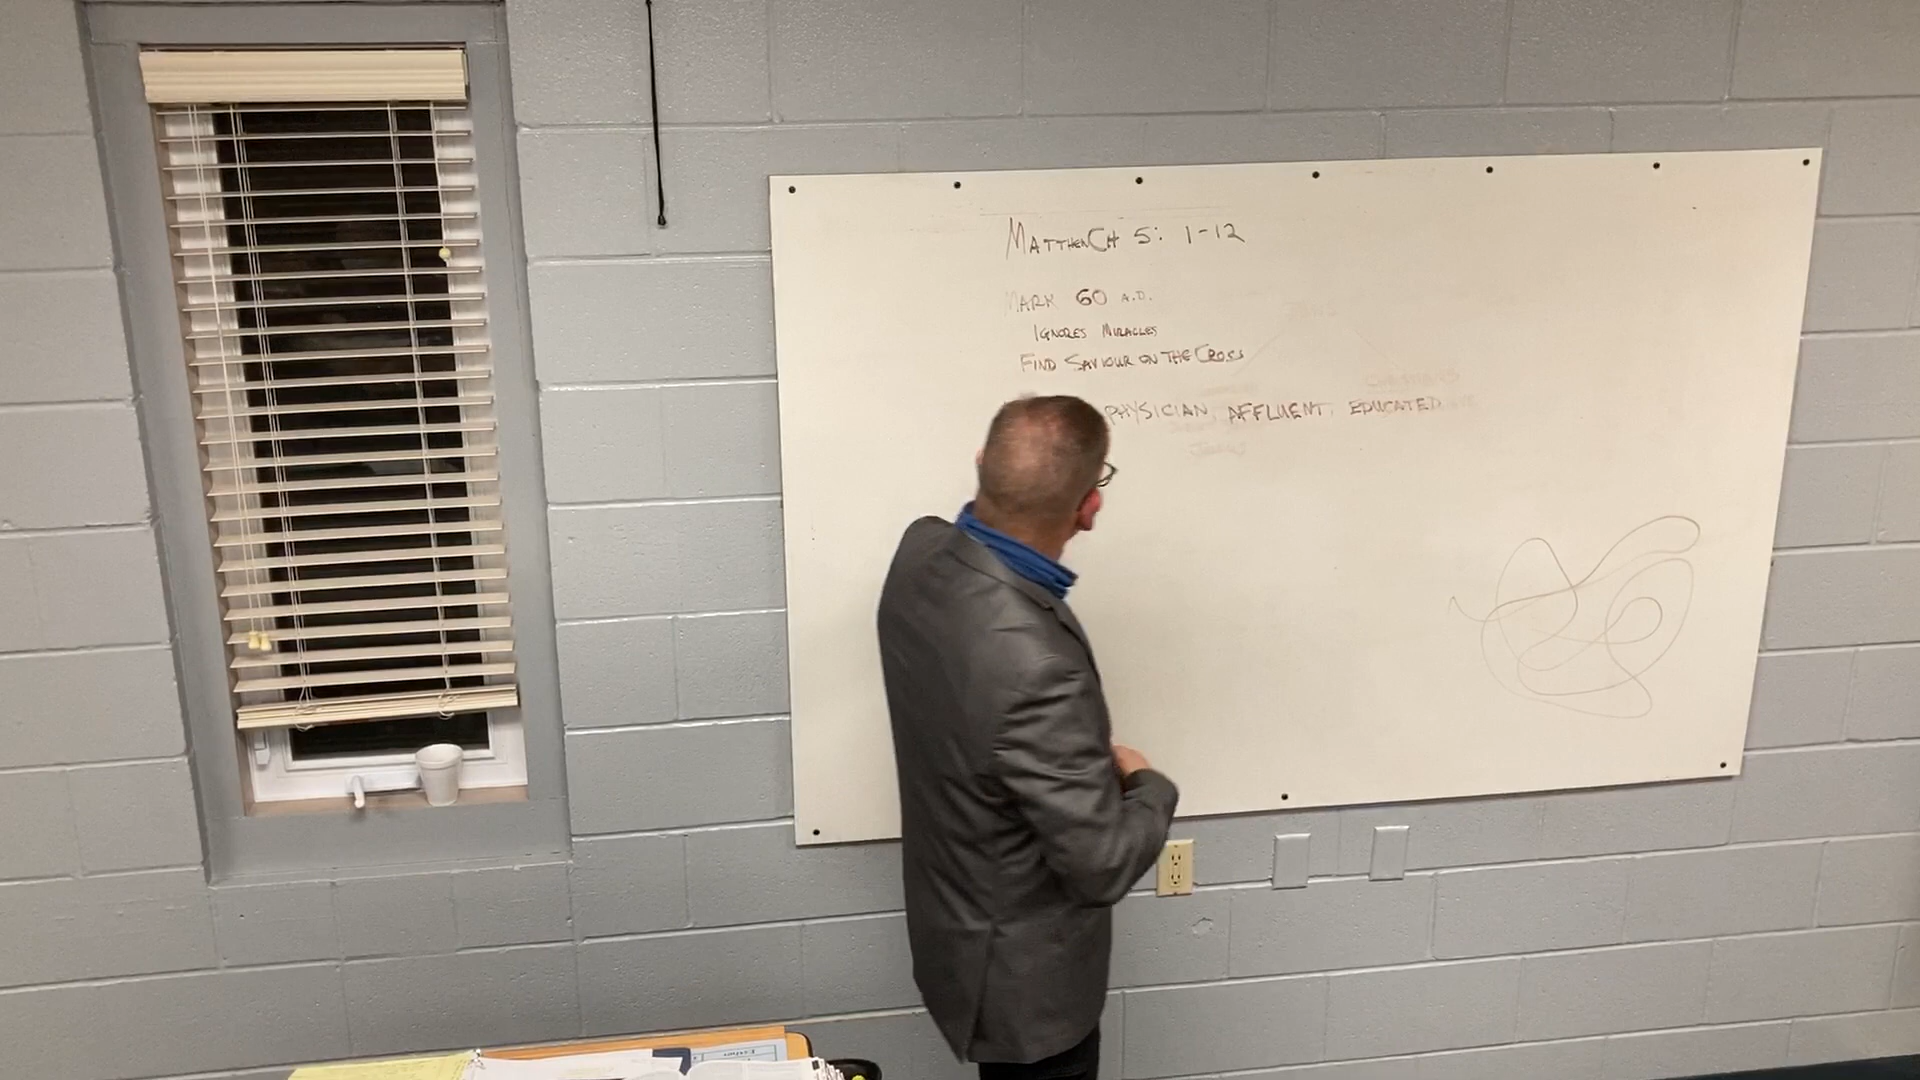 Matthew Ch 5: 1-12
MARK 60 A.D.
IGNORES MIRACLES
FIND SAVIOUR ON THE CROSS
PHYSICIAN, AFFLUENT, EDUCATED